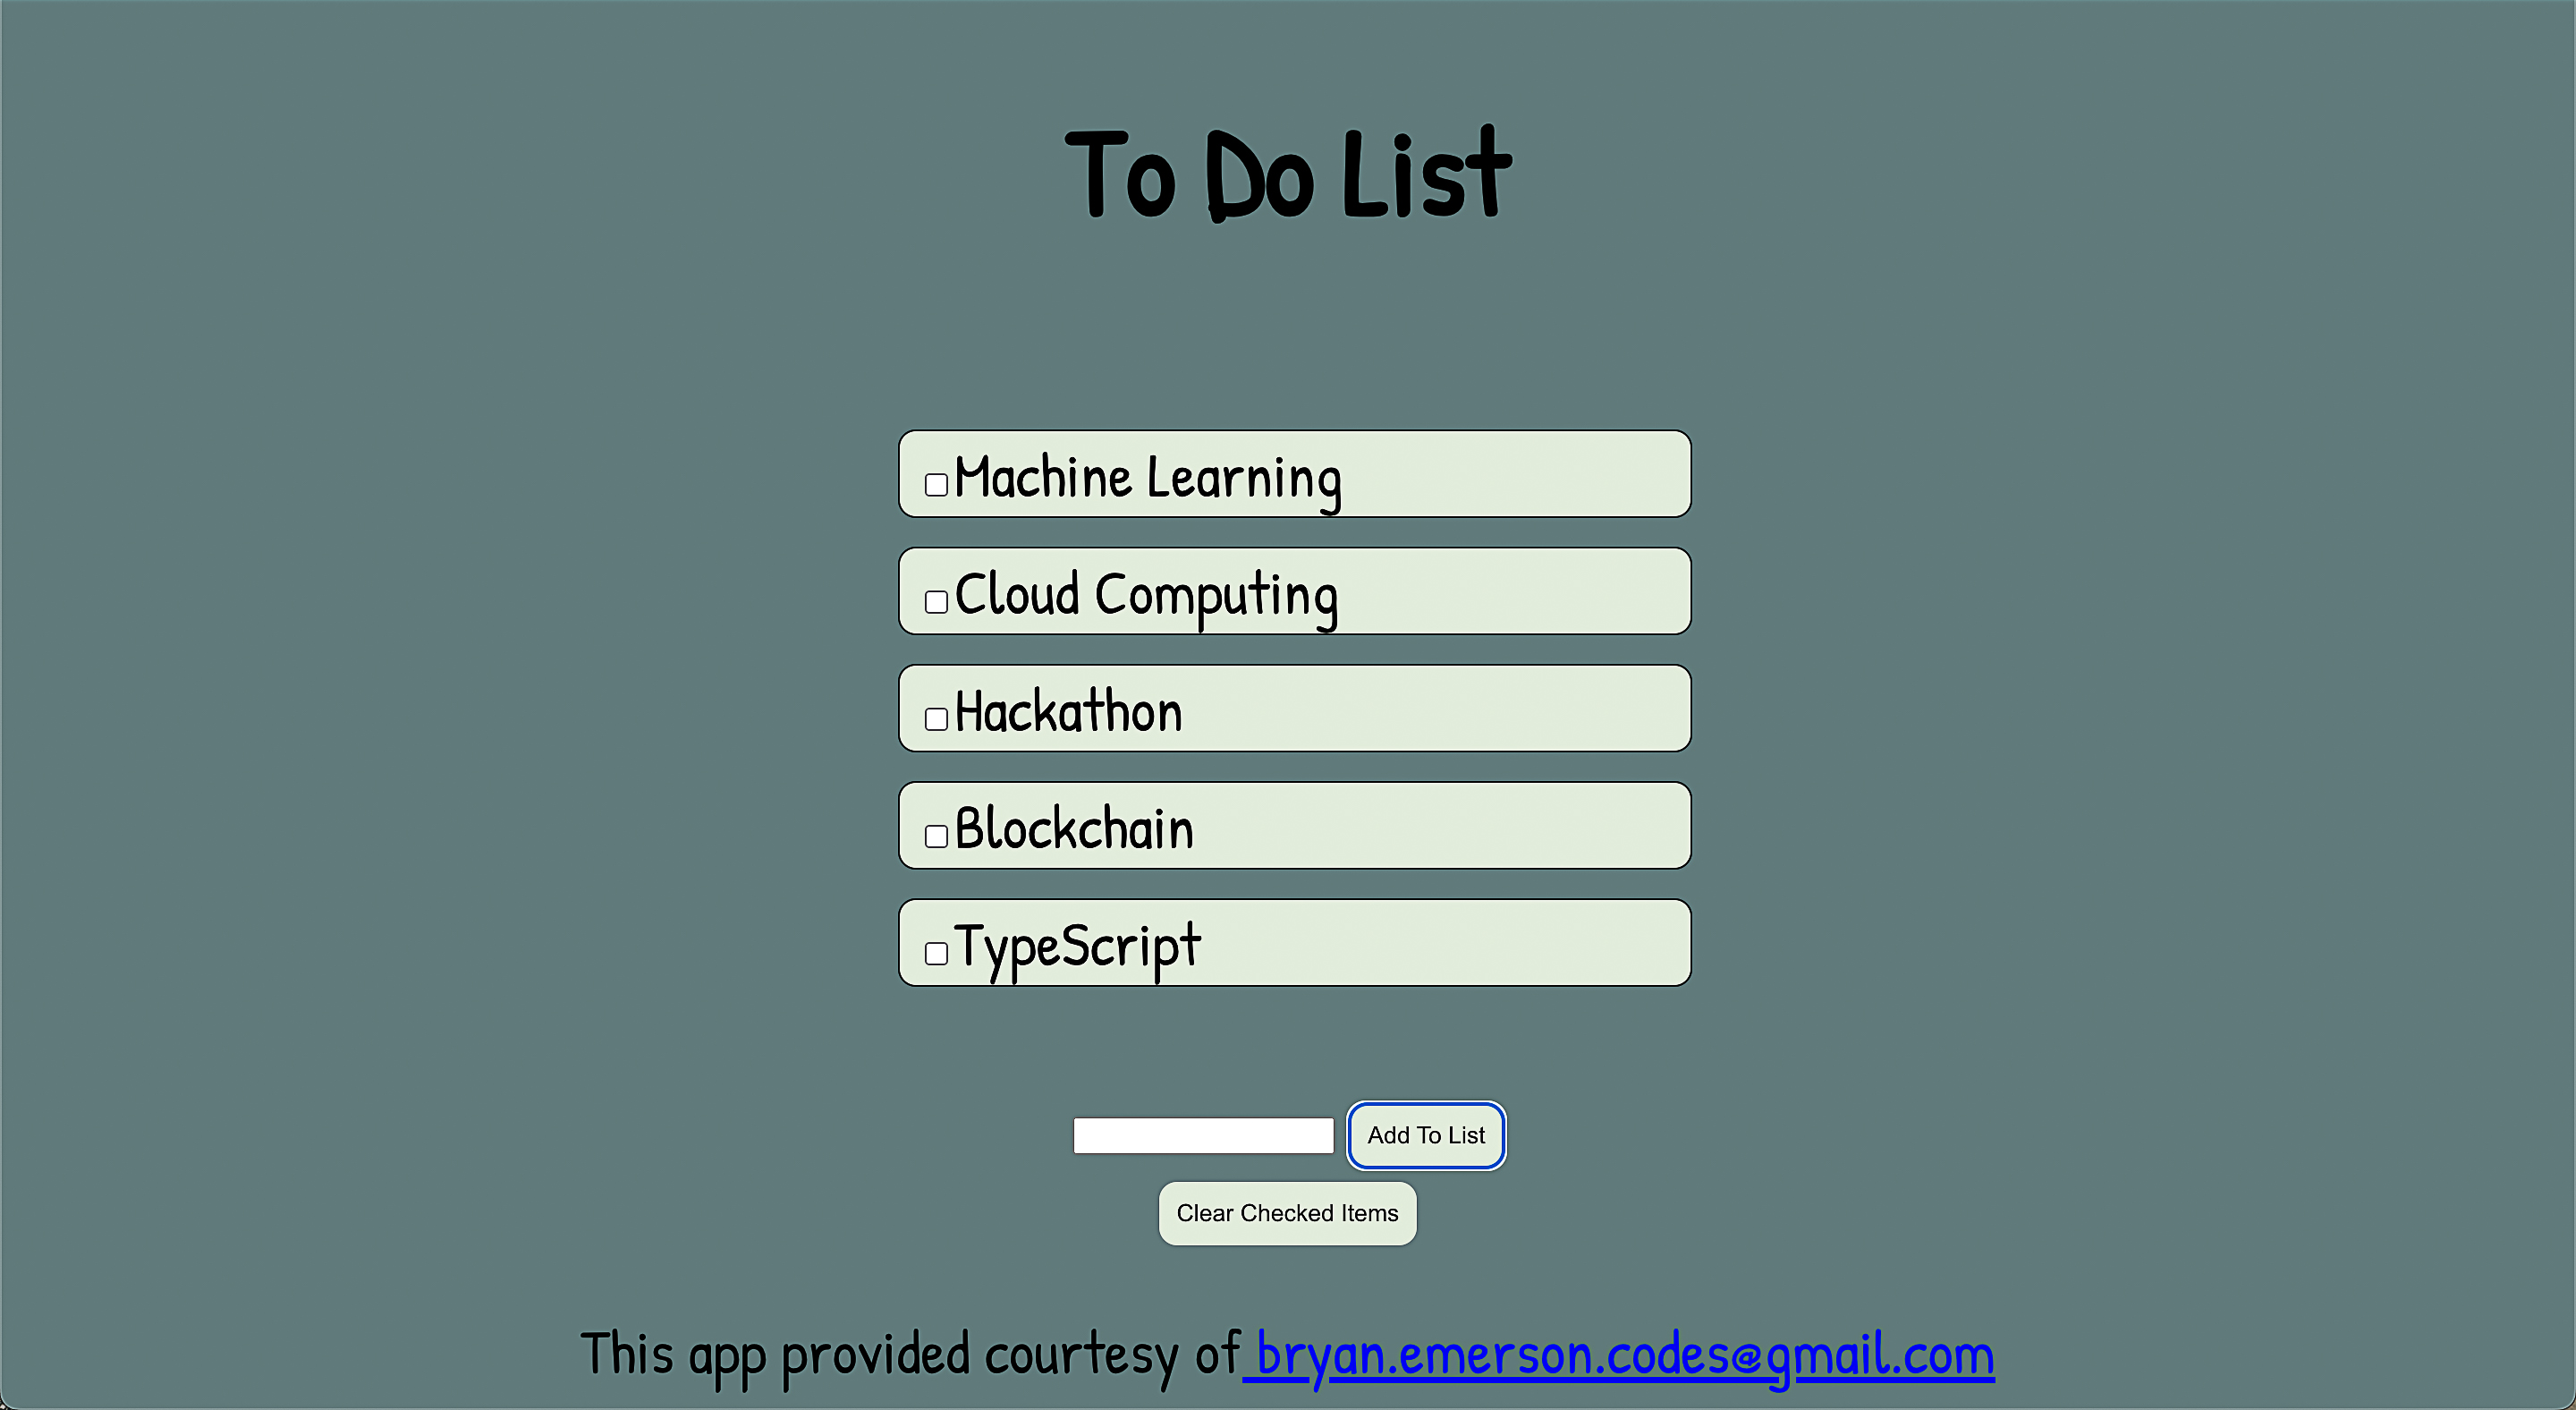 To Do List
Machine Learning
Cloud Computing
Hackathon
Blockchain
TypeScript
Add To List
Clear Checked Items
This app provided courtesy of bryan.emerson.codes@gmail.com